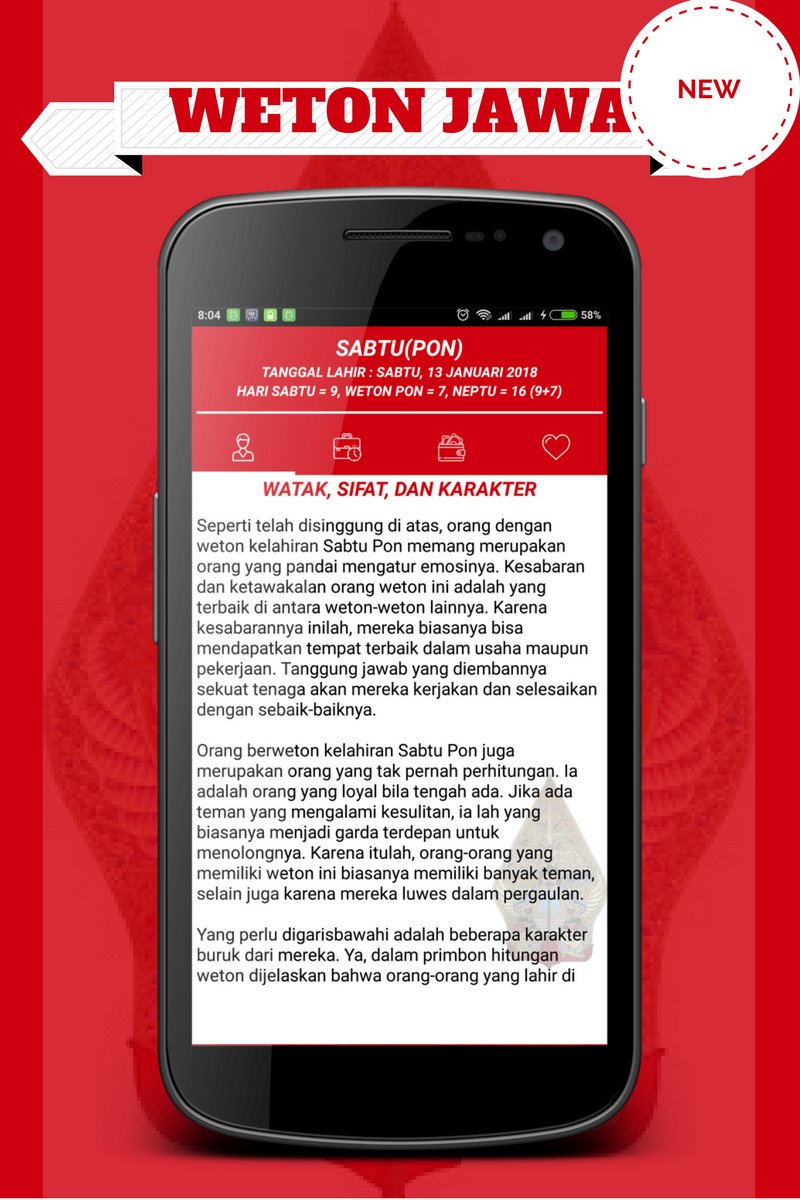 WETON JAWA
NEW
8:04
58%
SABTU(PON)
TANGGAL LAHIR : SABTU, 13 JANUARI 2018
HARI SABTU = 9, WETON PON = 7, NEPTU = 16 (9+7)
WATAK, SIFAT, DAN KARAKTER
Seperti telah disinggung di atas, orang dengan
weton kelahiran Sabtu Pon memang merupakan
orang yang pandai mengatur emosinya. Kesabaran
dan ketawakalan orang weton ini adalah yang
terbaik di antara weton-weton lainnya. Karena
kesabarannya inilah, mereka biasanya bisa
mendapatkan tempat terbaik dalam usaha maupun
pekerjaan. Tanggung jawab yang diembannya
sekuat tenaga akan mereka kerjakan dan selesaikan
dengan sebaik-baiknya.
Orang berweton kelahiran Sabtu Pon juga
merupakan orang yang tak pernah perhitungan. Ia
adalah orang yang loyal bila tengah ada. Jika ada
teman yang mengalami kesulitan, ia lah yang
biasanya menjadi garda terdepan untuk
menolongnya. Karena itulah, orang-orang yang
memiliki weton ini biasanya memiliki banyak teman,
selain juga karena mereka luwes dalam pergaulan.
Yang perlu digarisbawahi adalah beberapa karakter
buruk dari mereka. Ya, dalam primbon hitungan
weton dijelaskan bahwa orang-orang yang lahir di